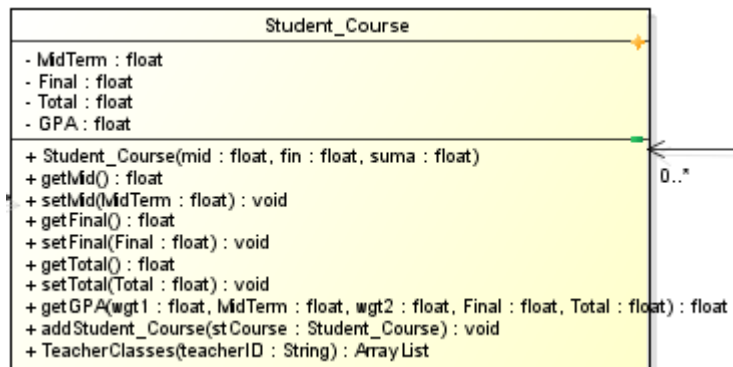 Student_Course
- MidTerm : float
- Final : float
- Total : float
- GPA : float
+ Student_Course(mid : float, fin : float, suma : float)
+ getMid() : float
+ setMid(MidTerm : float) : void
+ getFinal() : float
+ setFinal(Final : float) : void
+ getTotal() : float
+ setTotal(Total : float) : void
+ getGPA(wgt1 : float, MidTerm : float, wgt2 : float, Final : float, Total : float) : float
+ addStudent_Course(stCourse : Student_Course) : void
+ TeacherClasses(teacherID : String) : ArrayList
0..*